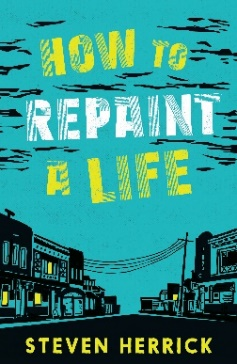 HOW TO
REPAINT
A LIFE
STEVEN HERRICK